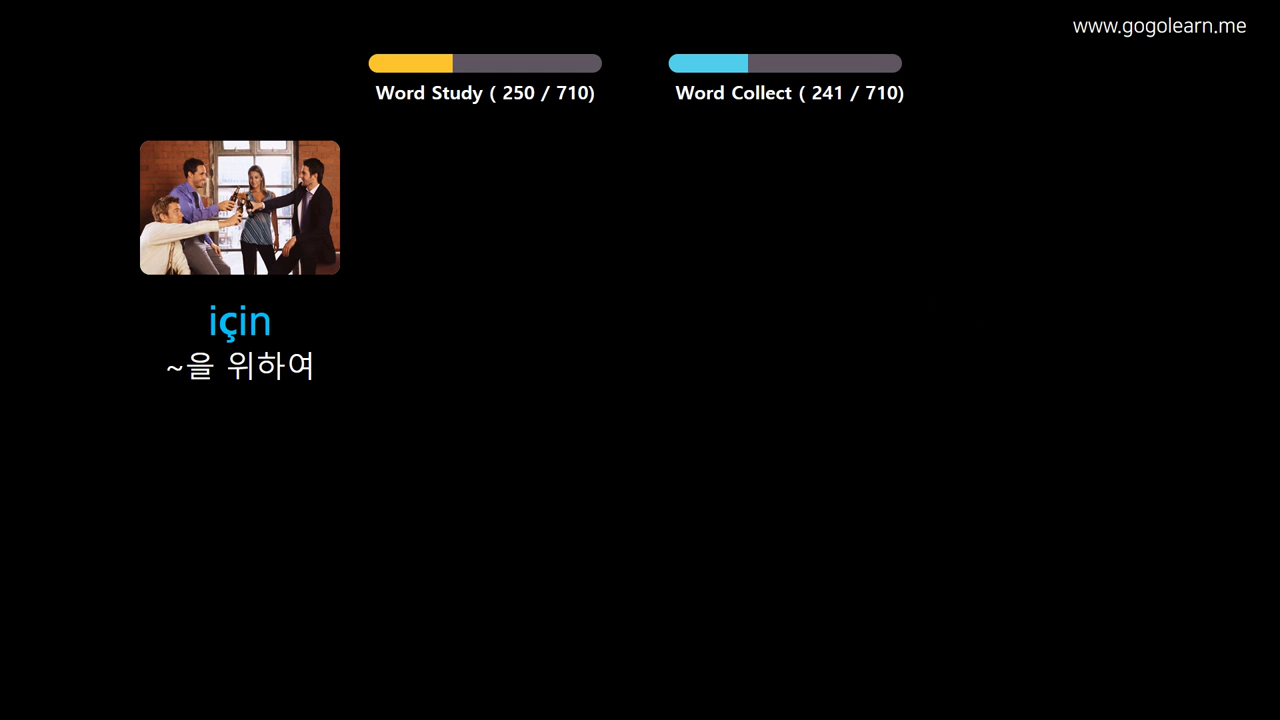 www.gogolearn.me
Word Study ( 250 / 710)
Word Collect ( 241 / 710)
için
~을 위하여